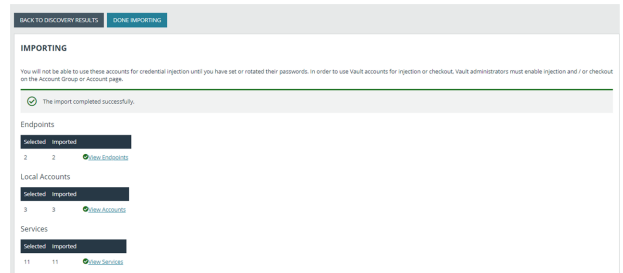 BACK TO DISCOVERY RESULTS DONE IMPORTING
IMPORTING
You will not be able to use these accounts for credential injection until you have set or rotated their passwords. In order to use Vault accounts for injection or checkout, Vault administrators must enable injection and / or checkout
on the Account Group or Account page.
The import completed successfully.
Endpoints
Selected Imported
2 2 View Endpoints
Local Accounts
Selected Imported
3 3 View Accounts
Services
Selected Imported
11 11 View Services